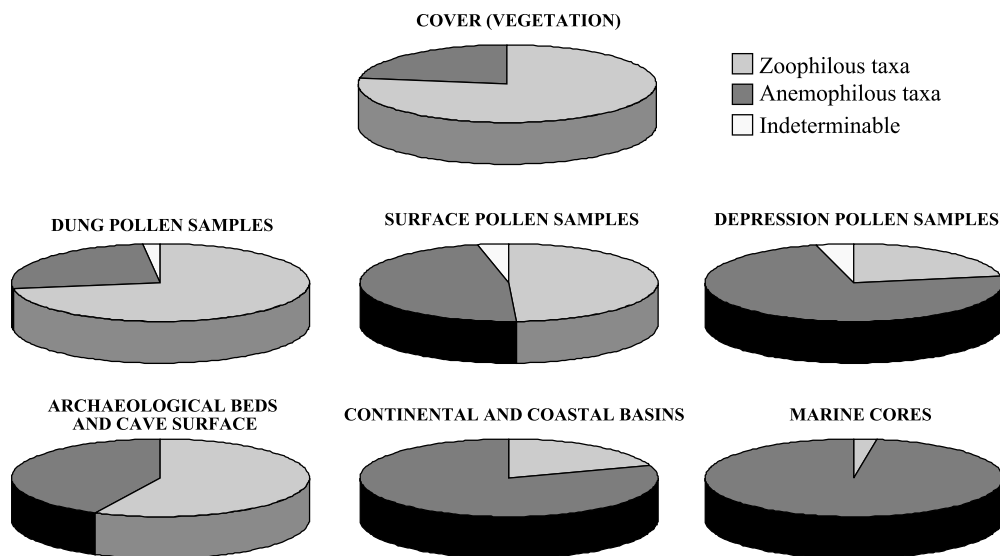 COVER (VEGETATION)
Zoophilous taxa
Anemophilous taxa
Indeterminable
DUNG POLLEN SAMPLES
SURFACE POLLEN SAMPLES
DEPRESSION POLLEN SAMPLES
ARCHAEOLOGICAL BEDS
AND CAVE SURFACE
CONTINENTAL AND COASTAL BASINS
MARINE CORES